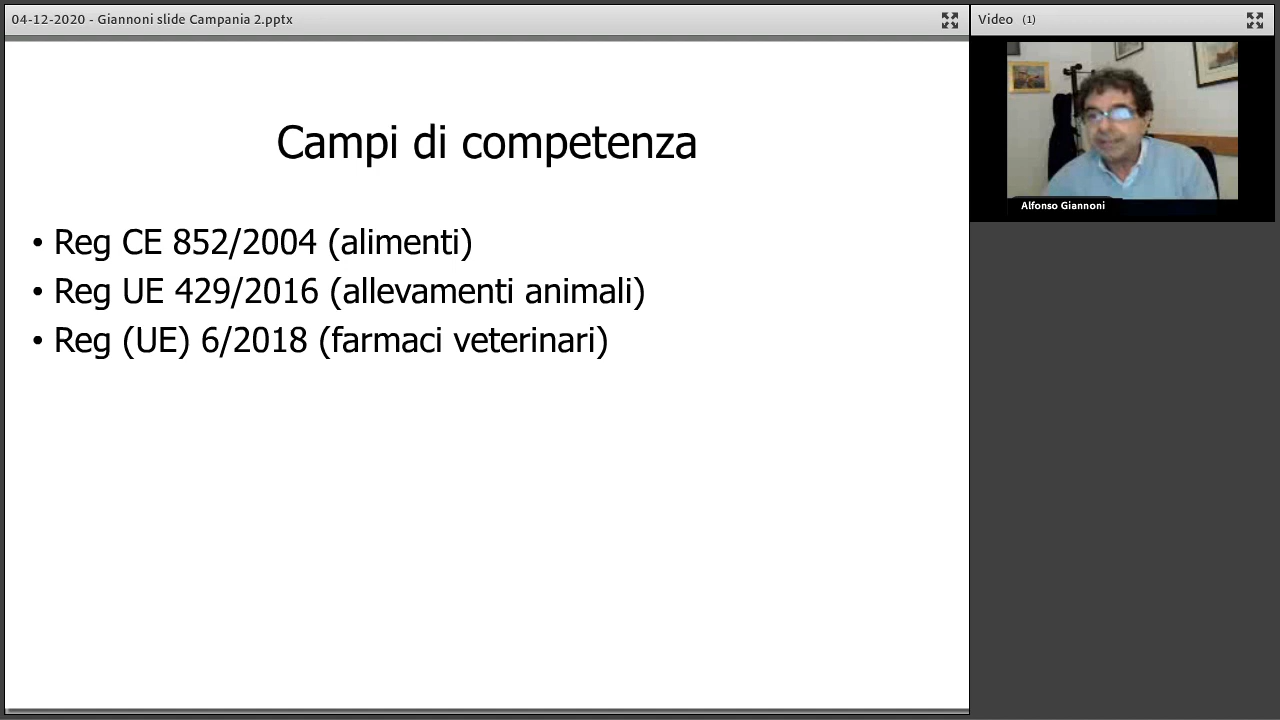 04-12-2020 - Giannoni slide Campania 2.pptx
Video (1)
Campi di competenza
• Reg CE 852/2004 (alimenti)
• Reg UE 429/2016 (allevamenti animali)
• Reg (UE) 6/2018 (farmaci veterinari)
Alfonso Giannoni